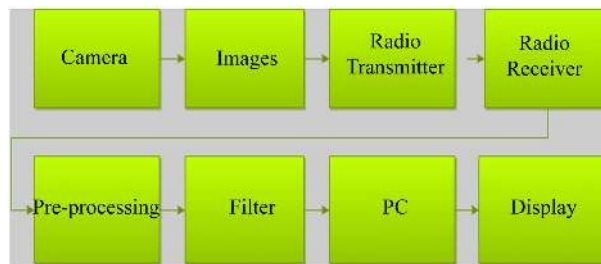 Camera
Images
Radio
Transmitter
Radio
Receiver
Pre-processing
Filter
PC
Display